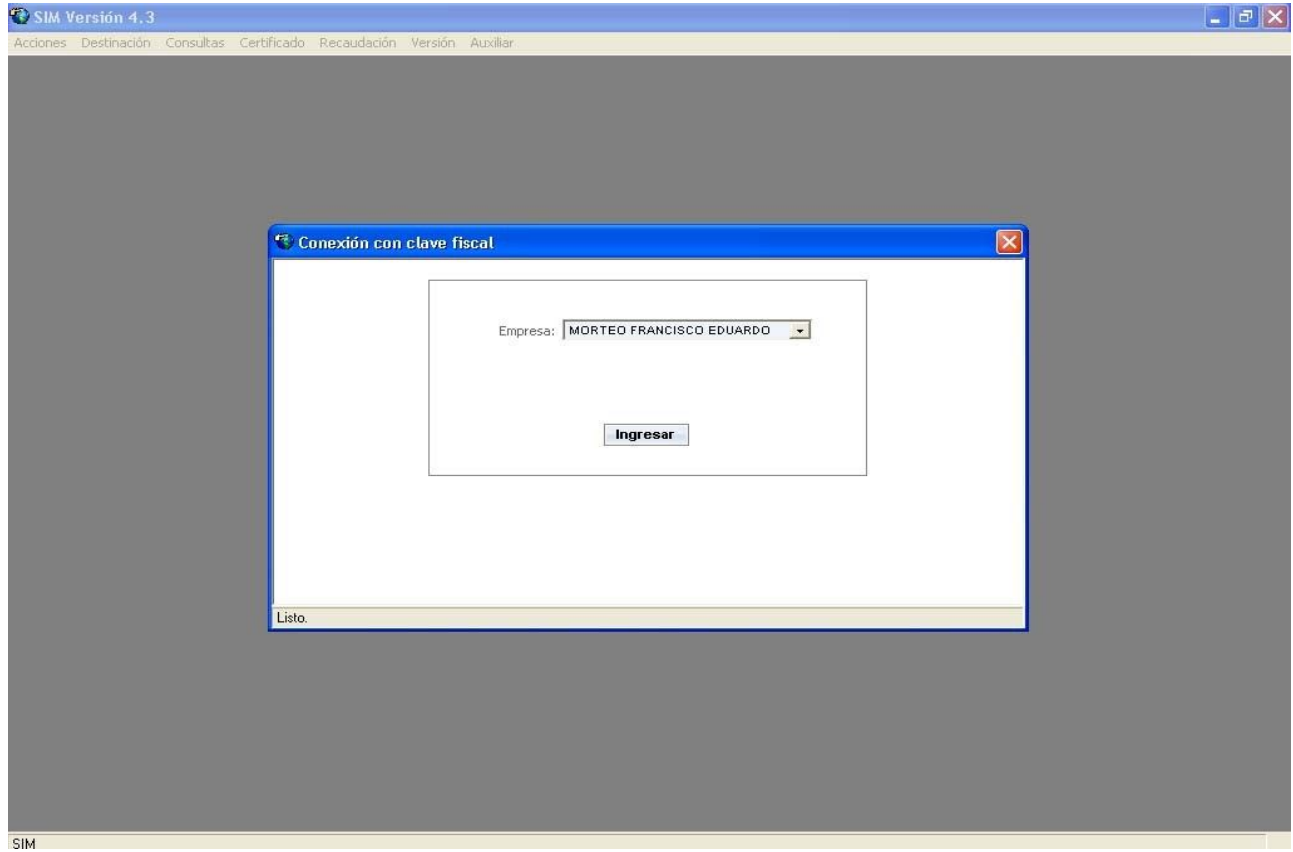 SIM Versión 4.3
Acciones Destinación Consultas Certificado Recaudación Versión Auxiliar
Conexión con clave fiscal
Empresa: MORTEO FRANCISCO EDUARDO
Ingresar
Listo.
SIM